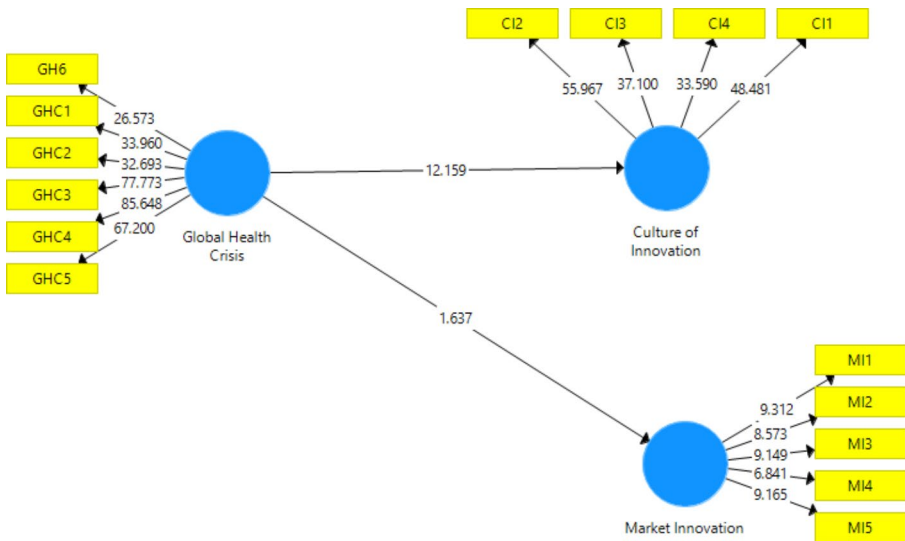 CI2
CI3
CI4
CI1
55.967
37.100
33.590
48.481
GH6
GHC1
GHC2
GHC3
GHC4
GHC5
26.573
33.960
32.693
77.773
85.648
67.200
Global Health
Crisis
12.159
Culture of
Innovation
1.637
MI1
MI2
MI3
MI4
MI5
9.312
8.573
9.149
6.841
9.165
Market Innovation